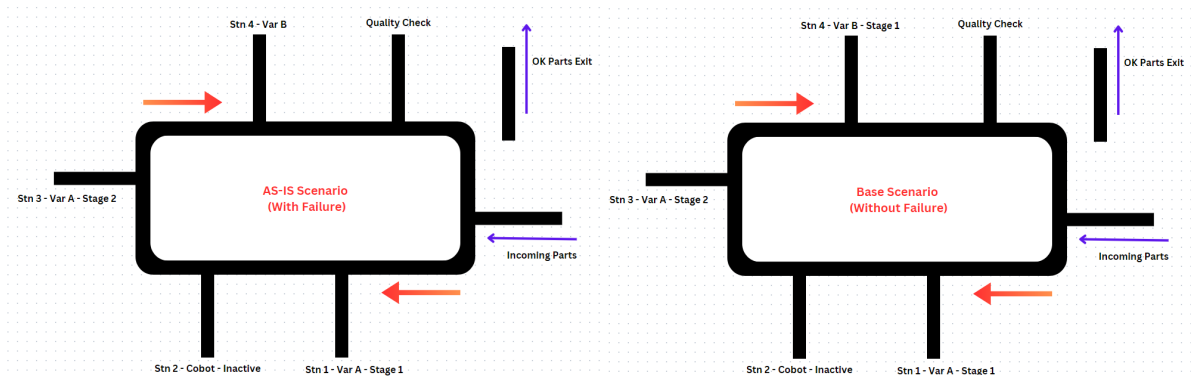 Stn 4 - Var B
Quality Check
OK Parts Exit
AS-IS Scenario
(With Failure)
Stn 3 - Var A - Stage 2
Incoming Parts
Stn 2 - Cobot - Inactive
Stn 1 - Var A - Stage 1
Stn 4 - Var B - Stage 1
Quality Check
OK Parts Exit
Base Scenario
(Without Failure)
Stn 3 - Var A - Stage 2
Incoming Parts
Stn 2 - Cobot - Inactive
Stn 1 - Var A - Stage 1